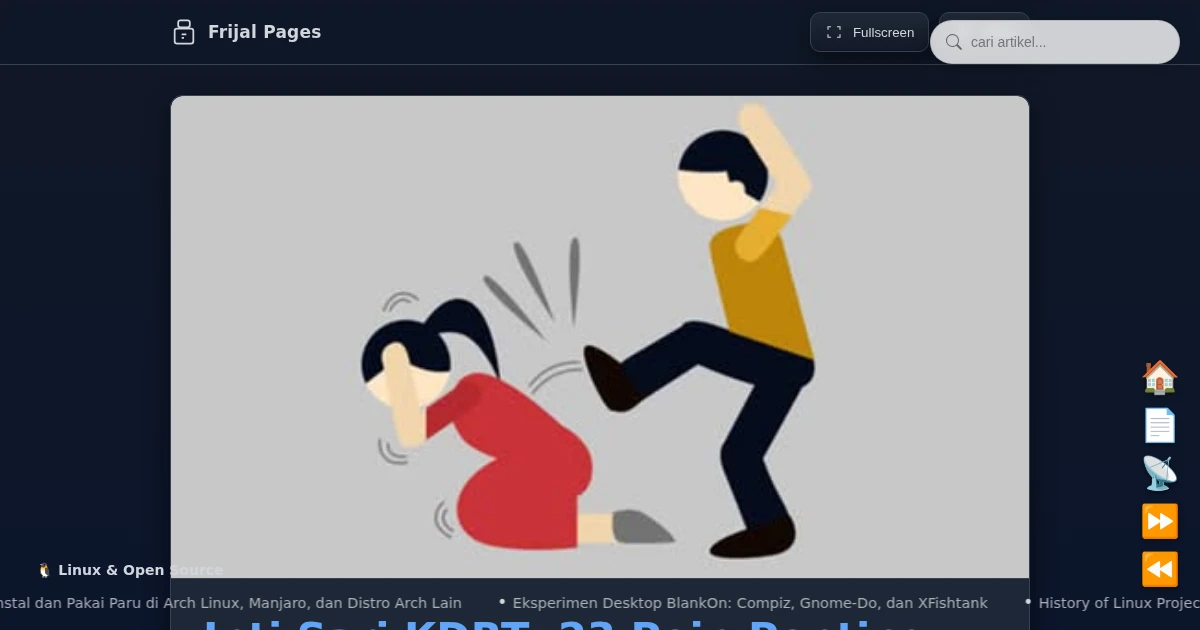 Frijal Pages
Fullscreen
cari artikel...
🐧 Linux & Open Source
nstal dan Pakai Paru di Arch Linux, Manjaro, dan Distro Arch Lain • Eksperimen Desktop BlankOn: Compiz, Gnome-Do, dan XFishtank • History of Linux Projec